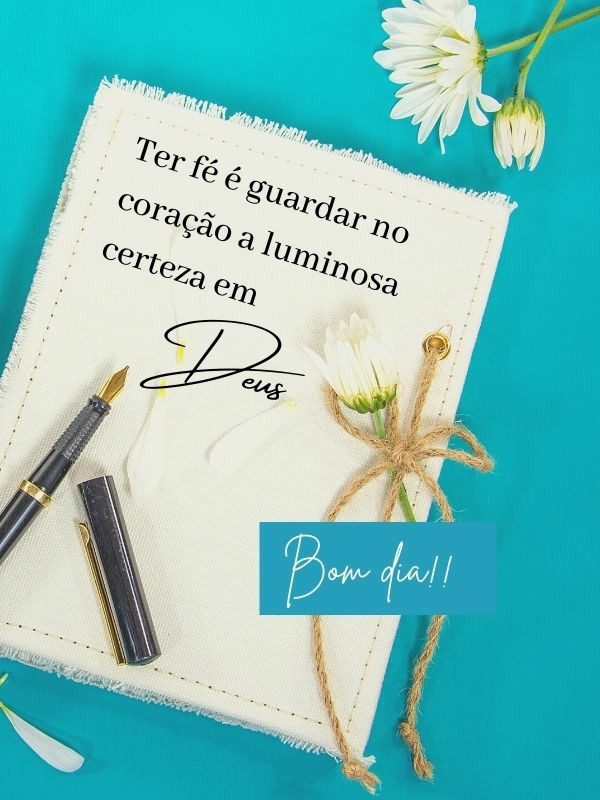 Ter fé é guardar no
coração a luminosa
certeza em
Deus
Bom dia!!